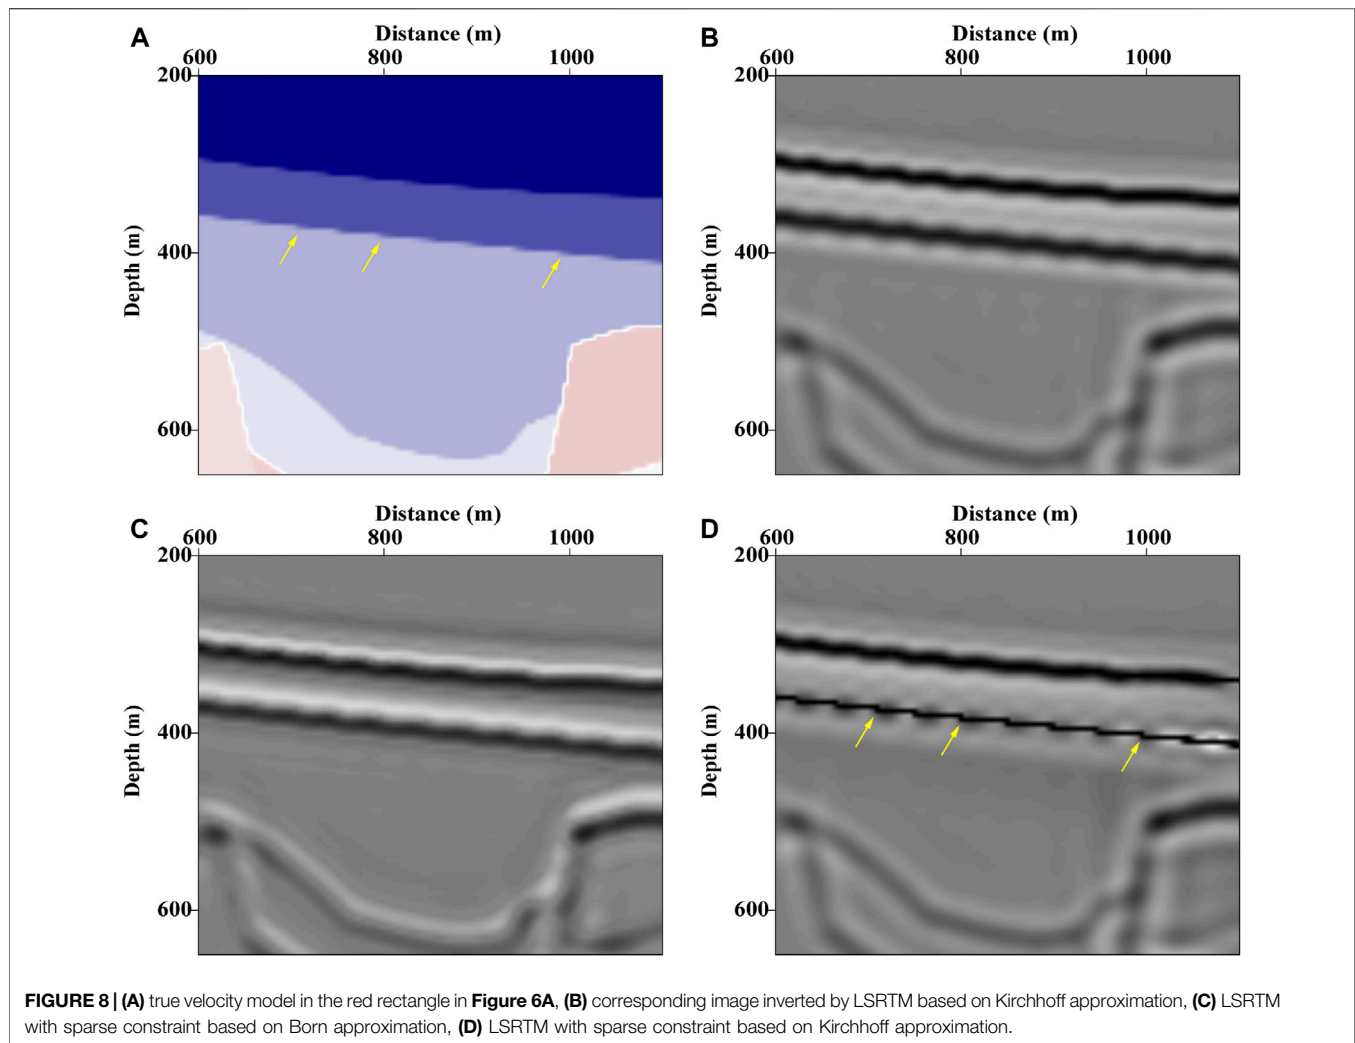 A
Distance (m)
600 800 1000
200
400
600
Depth (m)
B
Distance (m)
600 800 1000
200
400
600
Depth (m)
C
Distance (m)
600 800 1000
200
400
600
Depth (m)
D
Distance (m)
600 800 1000
200
400
600
Depth (m)
FIGURE 8 | (A) true velocity model in the red rectangle in Figure 6A, (B) corresponding image inverted by LSRTM based on Kirchhoff approximation, (C) LSRTM
with sparse constraint based on Born approximation, (D) LSRTM with sparse constraint based on Kirchhoff approximation.